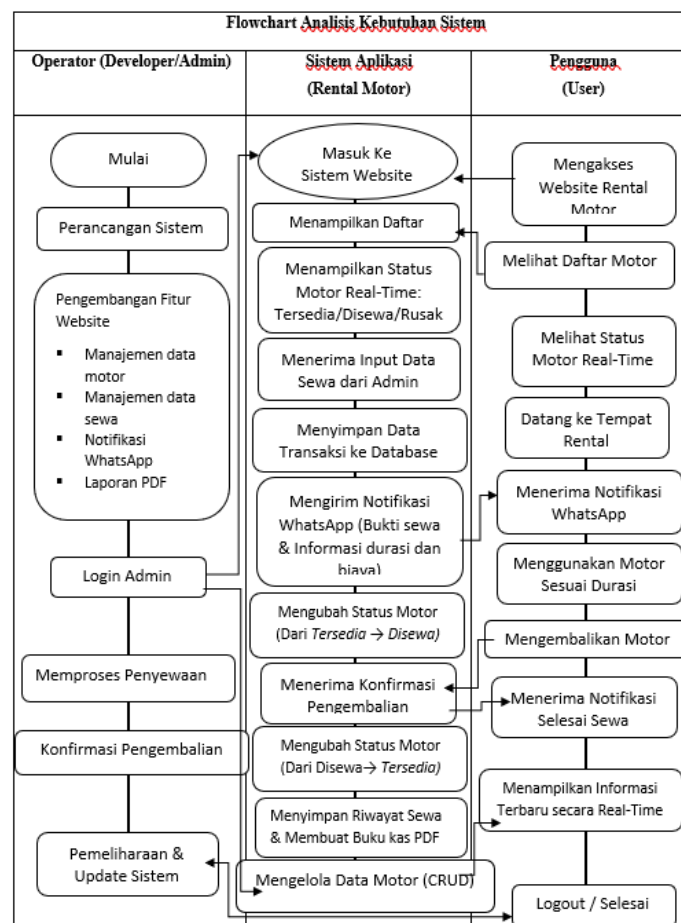 Flowchart Analisis Kebutuhan Sistem
Operator (Developer/Admin)
Sistem Aplikasi
(Rental Motor)
Pengguna
(User)
Mulai
Perancangan Sistem
Pengembangan Fitur
Website
▪ Manajemen data
motor
▪ Manajemen data
sewa
▪ Notifikasi
WhatsApp
▪ Laporan PDF
Login Admin
Memproses Penyewaan
Konfirmasi Pengembalian
Pemeliharaan &
Update Sistem
Masuk Ke
Sistem Website
Menampilkan Daftar
Menampilkan Status
Motor Real-Time:
Tersedia/Disewa/Rusak
Menerima Input Data
Sewa dari Admin
Menyimpan Data
Transaksi ke Database
Mengirim Notifikasi
WhatsApp (Bukti sewa
& Informasi durasi dan
biaya)
Mengubah Status Motor
(Dari Tersedia → Disewa)
Menerima Konfirmasi
Pengembalian
Mengubah Status Motor
(Dari Disewa→ Tersedia)
Menyimpan Riwayat Sewa
& Membuat Buku kas PDF
Mengelola Data Motor (CRUD)
Mengakses
Website Rental
Motor
Melihat Daftar Motor
Melihat Status
Motor Real-Time
Datang ke Tempat
Rental
Menerima Notifikasi
WhatsApp
Menggunakan Motor
Sesuai Durasi
Mengembalikan Motor
Menerima Notifikasi
Selesai Sewa
Menampilkan Informasi
Terbaru secara Real-Time
Logout / Selesai